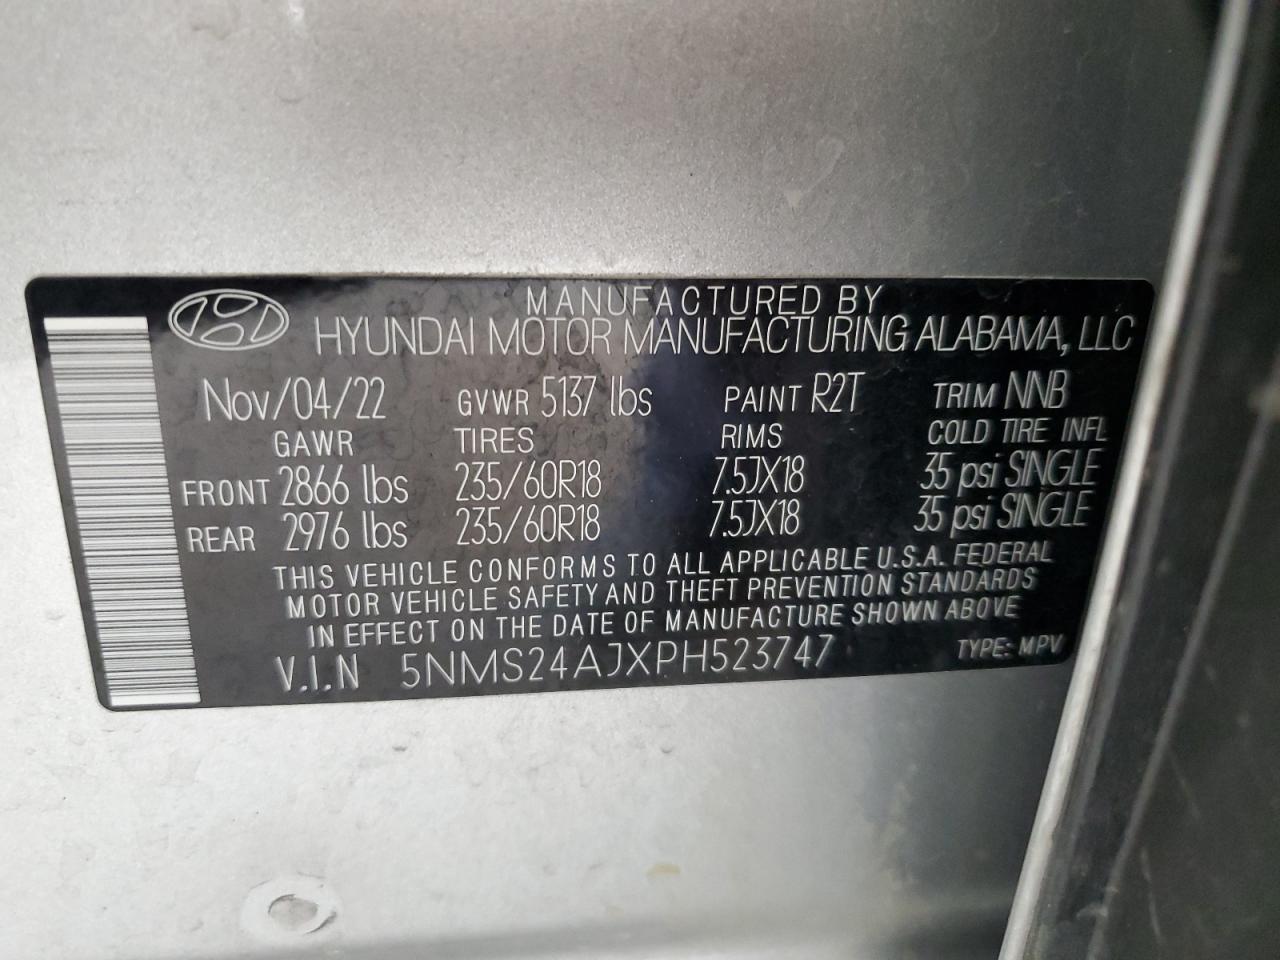 MANUFACTURED BY
HYUNDAI MOTOR MANUFACTURING ALABAMA, LLC
Nov/04/22 GVWR 5137 lbs PAINT R2T TRIM NNB
GAWR TIRES RIMS COLD TIRE INFL
FRONT 2866 lbs 235/60R18 7.5JX18 35 psi SINGLE
REAR 2976 lbs 235/60R18 7.5JX18 35 psi SINGLE
THIS VEHICLE CONFORMS TO ALL APPLICABLE U.S.A. FEDERAL
MOTOR VEHICLE SAFETY AND THEFT PREVENTION STANDARDS
IN EFFECT ON THE DATE OF MANUFACTURE SHOWN ABOVE
V.I.N 5NMS24AJXPH523747 TYPE: MPV